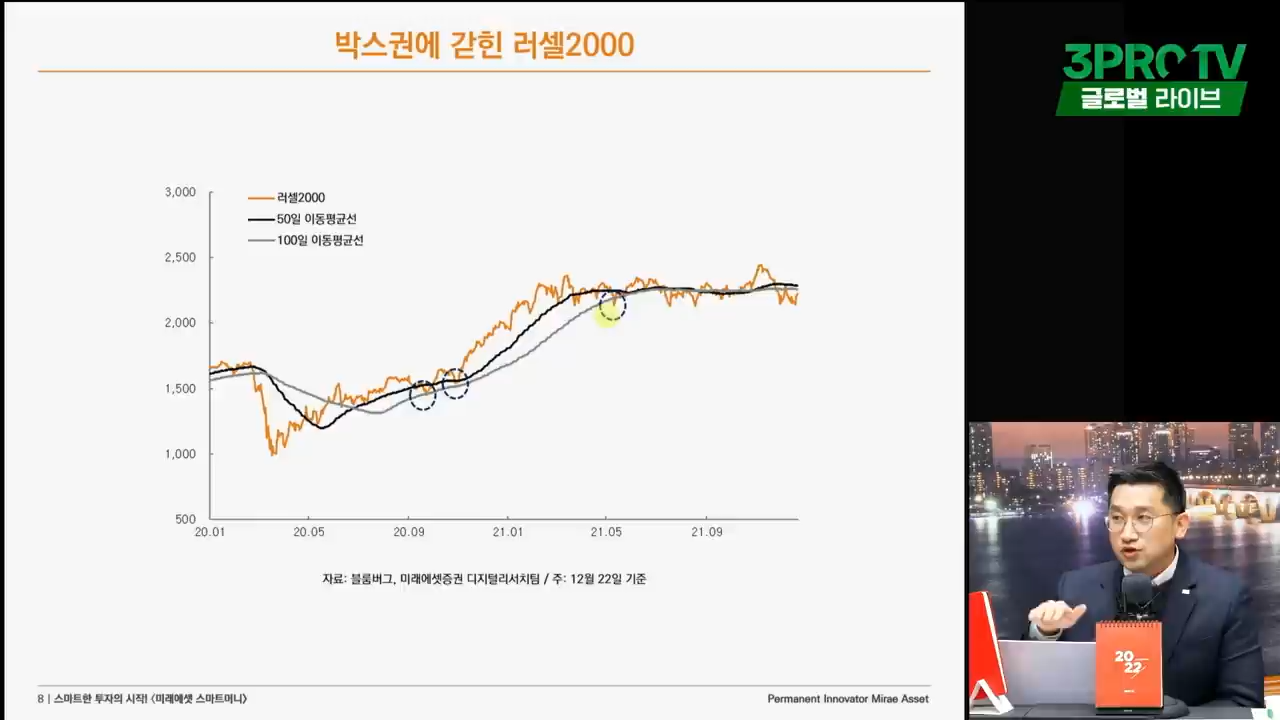 박스권에 갇힌 러셀2000
3PROTV
글로벌 라이브
3,000
2,500
2,000
1,500
1,000
500
러셀2000
50일 이동평균선
100일 이동평균선
20.01
20.05
20.09
21.01
21.05
21.09
자료: 블룸버그, 미래에셋증권 디지털리서치팀 / 주: 12월 22일 기준
20
22
8 | 스마트한 투자의 시작! <미래에셋 스마트머니>
Permanent Innovator Mirae Asset